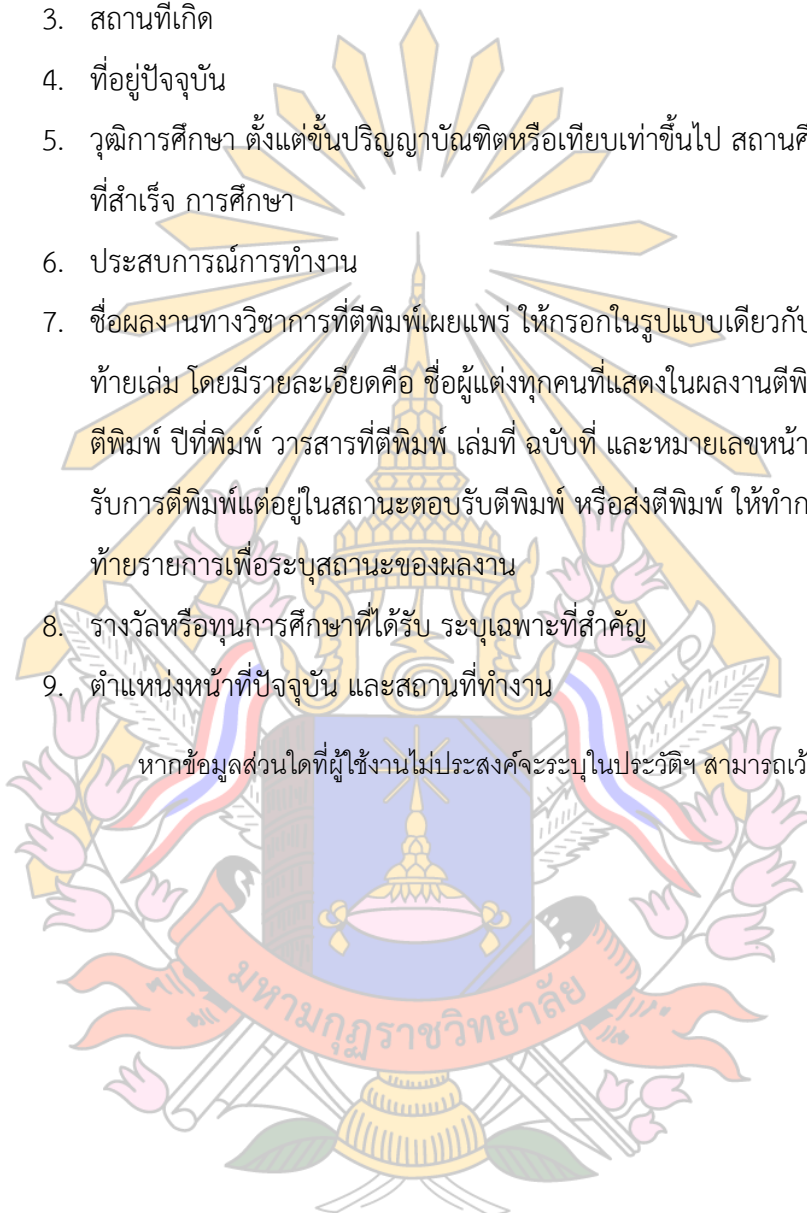 3. สถานที่เกิด
4. ที่อยู่ปัจจุบัน
5. วุฒิการศึกษา ตั้งแต่ขั้นปริญญาบัณฑิตหรือเทียบเท่าขึ้นไป สถานศึ
ที่สำเร็จ การศึกษา
6. ประสบการณ์การทำงาน
7. ชื่อผลงานทางวิชาการที่ตีพิมพ์เผยแพร่ ให้กรอกในรูปแบบเดียวกับ
ท้ายเล่ม โดยมีรายละเอียดคือ ชื่อผู้แต่งทุกคนที่แสดงในผลงานตีพิ
ตีพิมพ์ ปีที่พิมพ์ วารสารที่ตีพิมพ์ เล่มที่ ฉบับที่ และหมายเลขหน้า
รับการตีพิมพ์แต่อยู่ในสถานะตอบรับตีพิมพ์ หรือส่งตีพิมพ์ ให้ทำก
ท้ายรายการเพื่อระบุสถานะของผลงาน
8. รางวัลหรือทุนการศึกษาที่ได้รับ ระบุเฉพาะที่สำคัญ
9. ตำแหน่งหน้าที่ปัจจุบัน และสถานที่ทำงาน
หากข้อมูลส่วนใดที่ผู้ใช้งานไม่ประสงค์จะระบุในประวัติฯ สามารถเว้
มหามกุฏราชวิทยาลัย